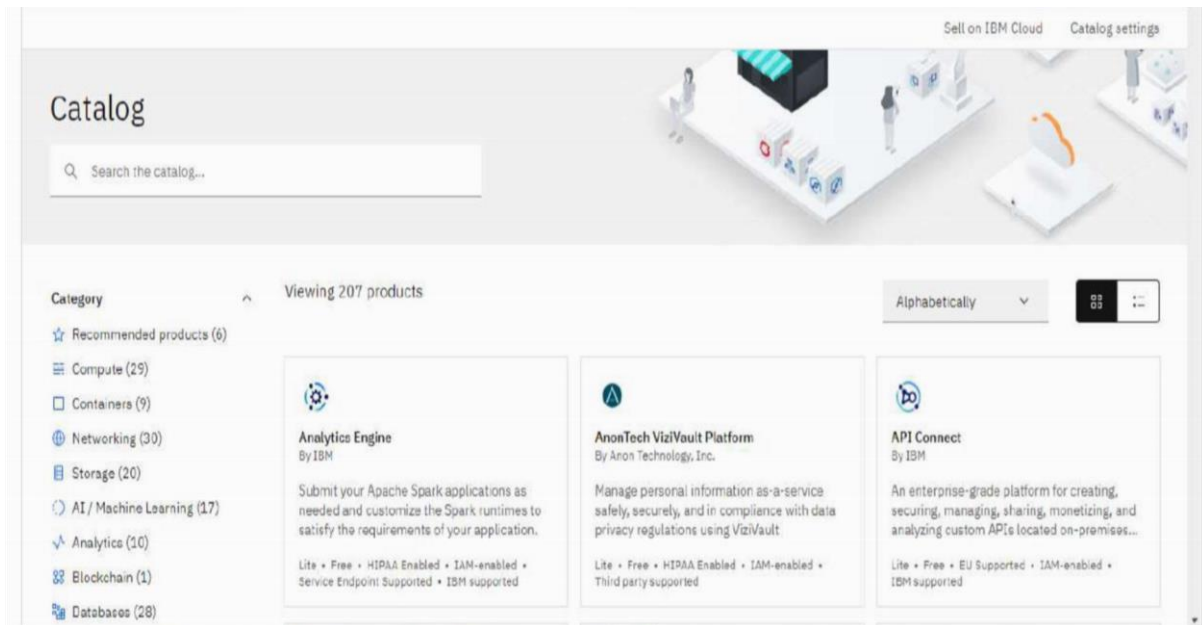 Sell on IBM Cloud
Catalog settings
Catalog
Search the catalog...
Category
Recommended products (6)
Compute (29)
Containers (9)
Networking (30)
Storage (20)
AI / Machine Learning (17)
Analytics (10)
Blockchain (1)
Databases (28)
Viewing 207 products
Alphabetically
Analytics Engine
By IBM
Submit your Apache Spark applications as
needed and customize the Spark runtimes to
satisfy the requirements of your application.
Lite • Free • HIPAA Enabled • IAM-enabled •
Service Endpoint Supported • IBM supported
AnonTech ViziVault Platform
By Anon Technology, Inc.
Manage personal information as-a-service
safely, securely, and in compliance with data
privacy regulations using ViziVault
Lite • Free • HIPAA Enabled • IAM-enabled •
Third party supported
API Connect
By IBM
An enterprise-grade platform for creating,
securing, managing, sharing, monetizing, and
analyzing custom APIs located on-premises...
Lite • Free • EU Supported • IAM-enabled •
IBM supported